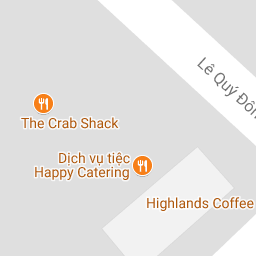 Lê Quý Đôn
The Crab Shack
Dịch vụ tiệc
Happy Catering
Highlands Coffee